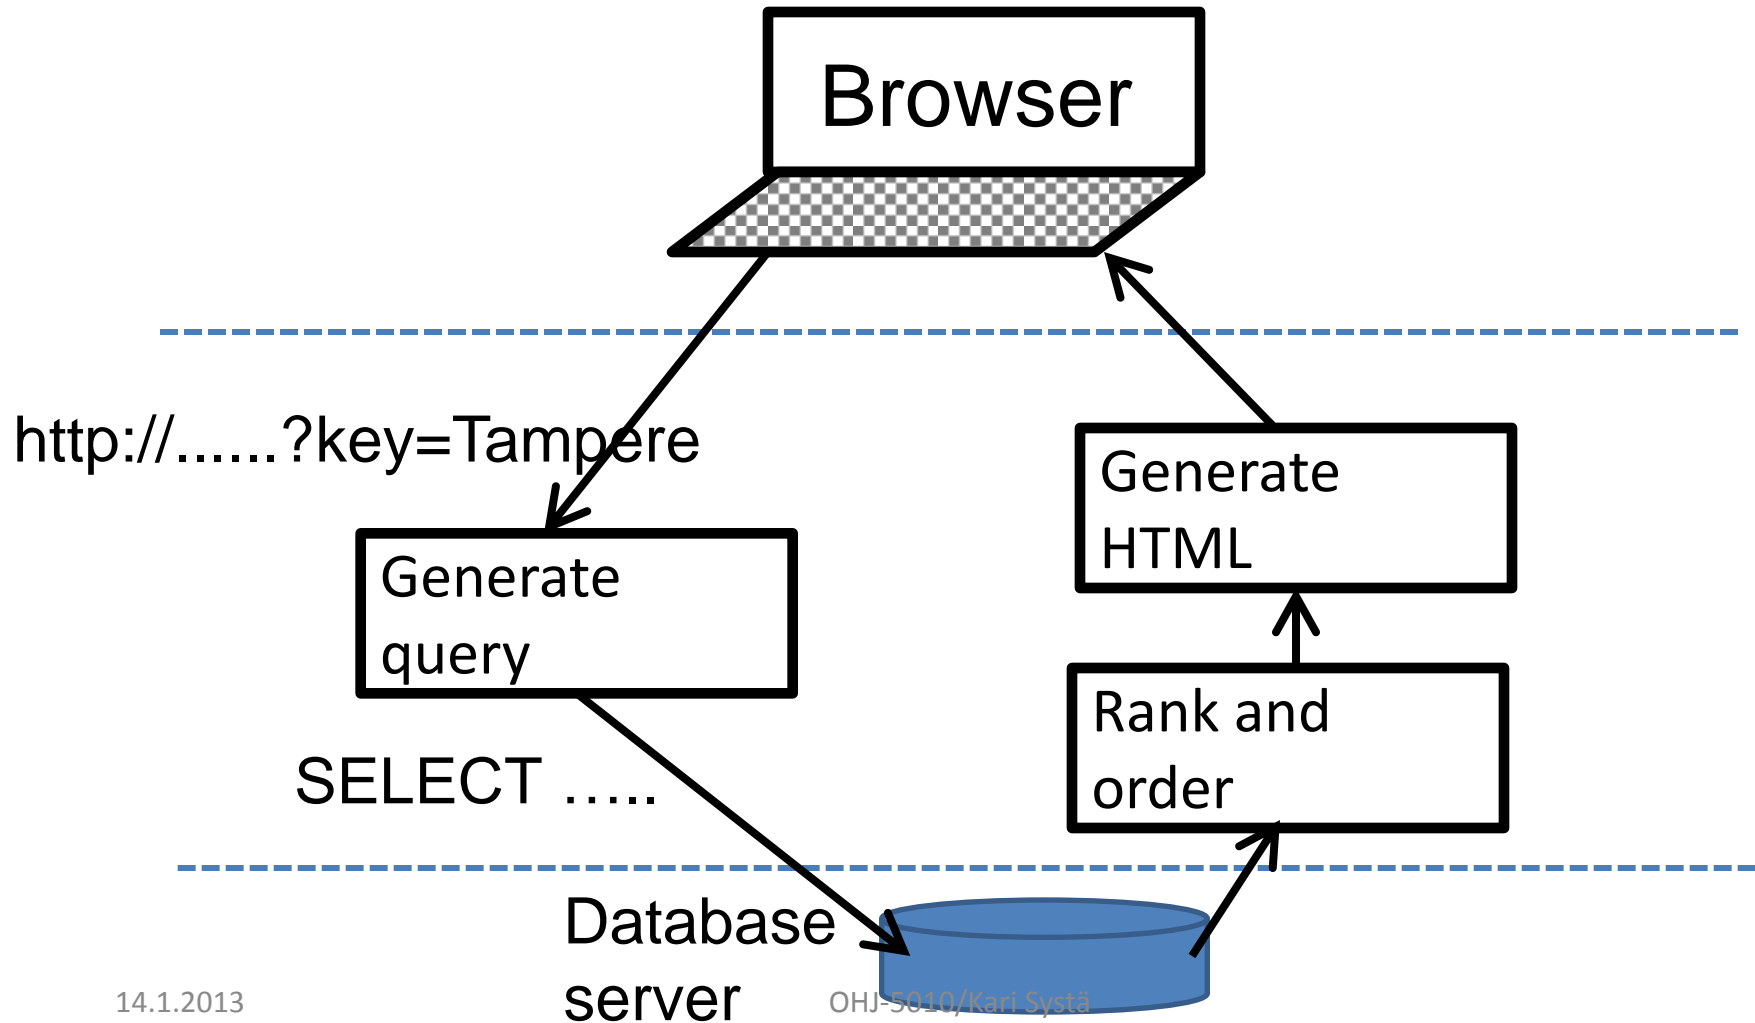 Browser
http://......?key=Tampere
Generate
HTML
Generate
query
Rank and
order
SELECT …..
Database
server
14.1.2013
OHJ-5010/Kari Systä